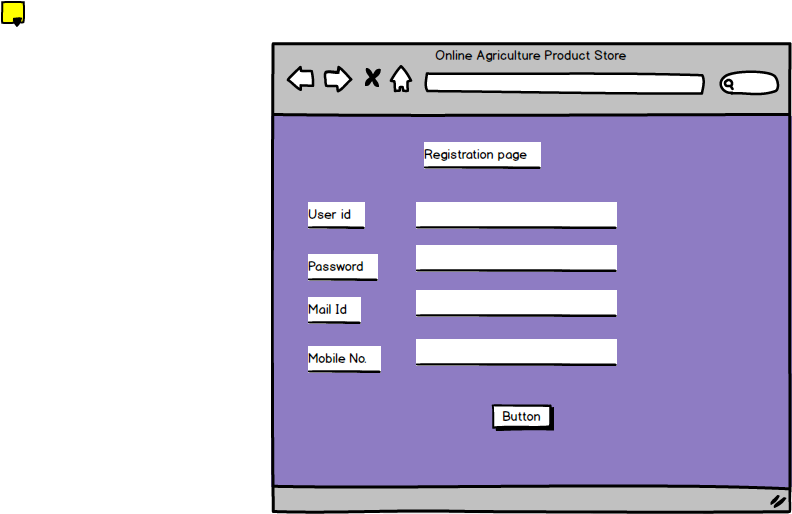 Online Agriculture Product Store
Registration page
User id
Password
Mail Id
Mobile No.
Button